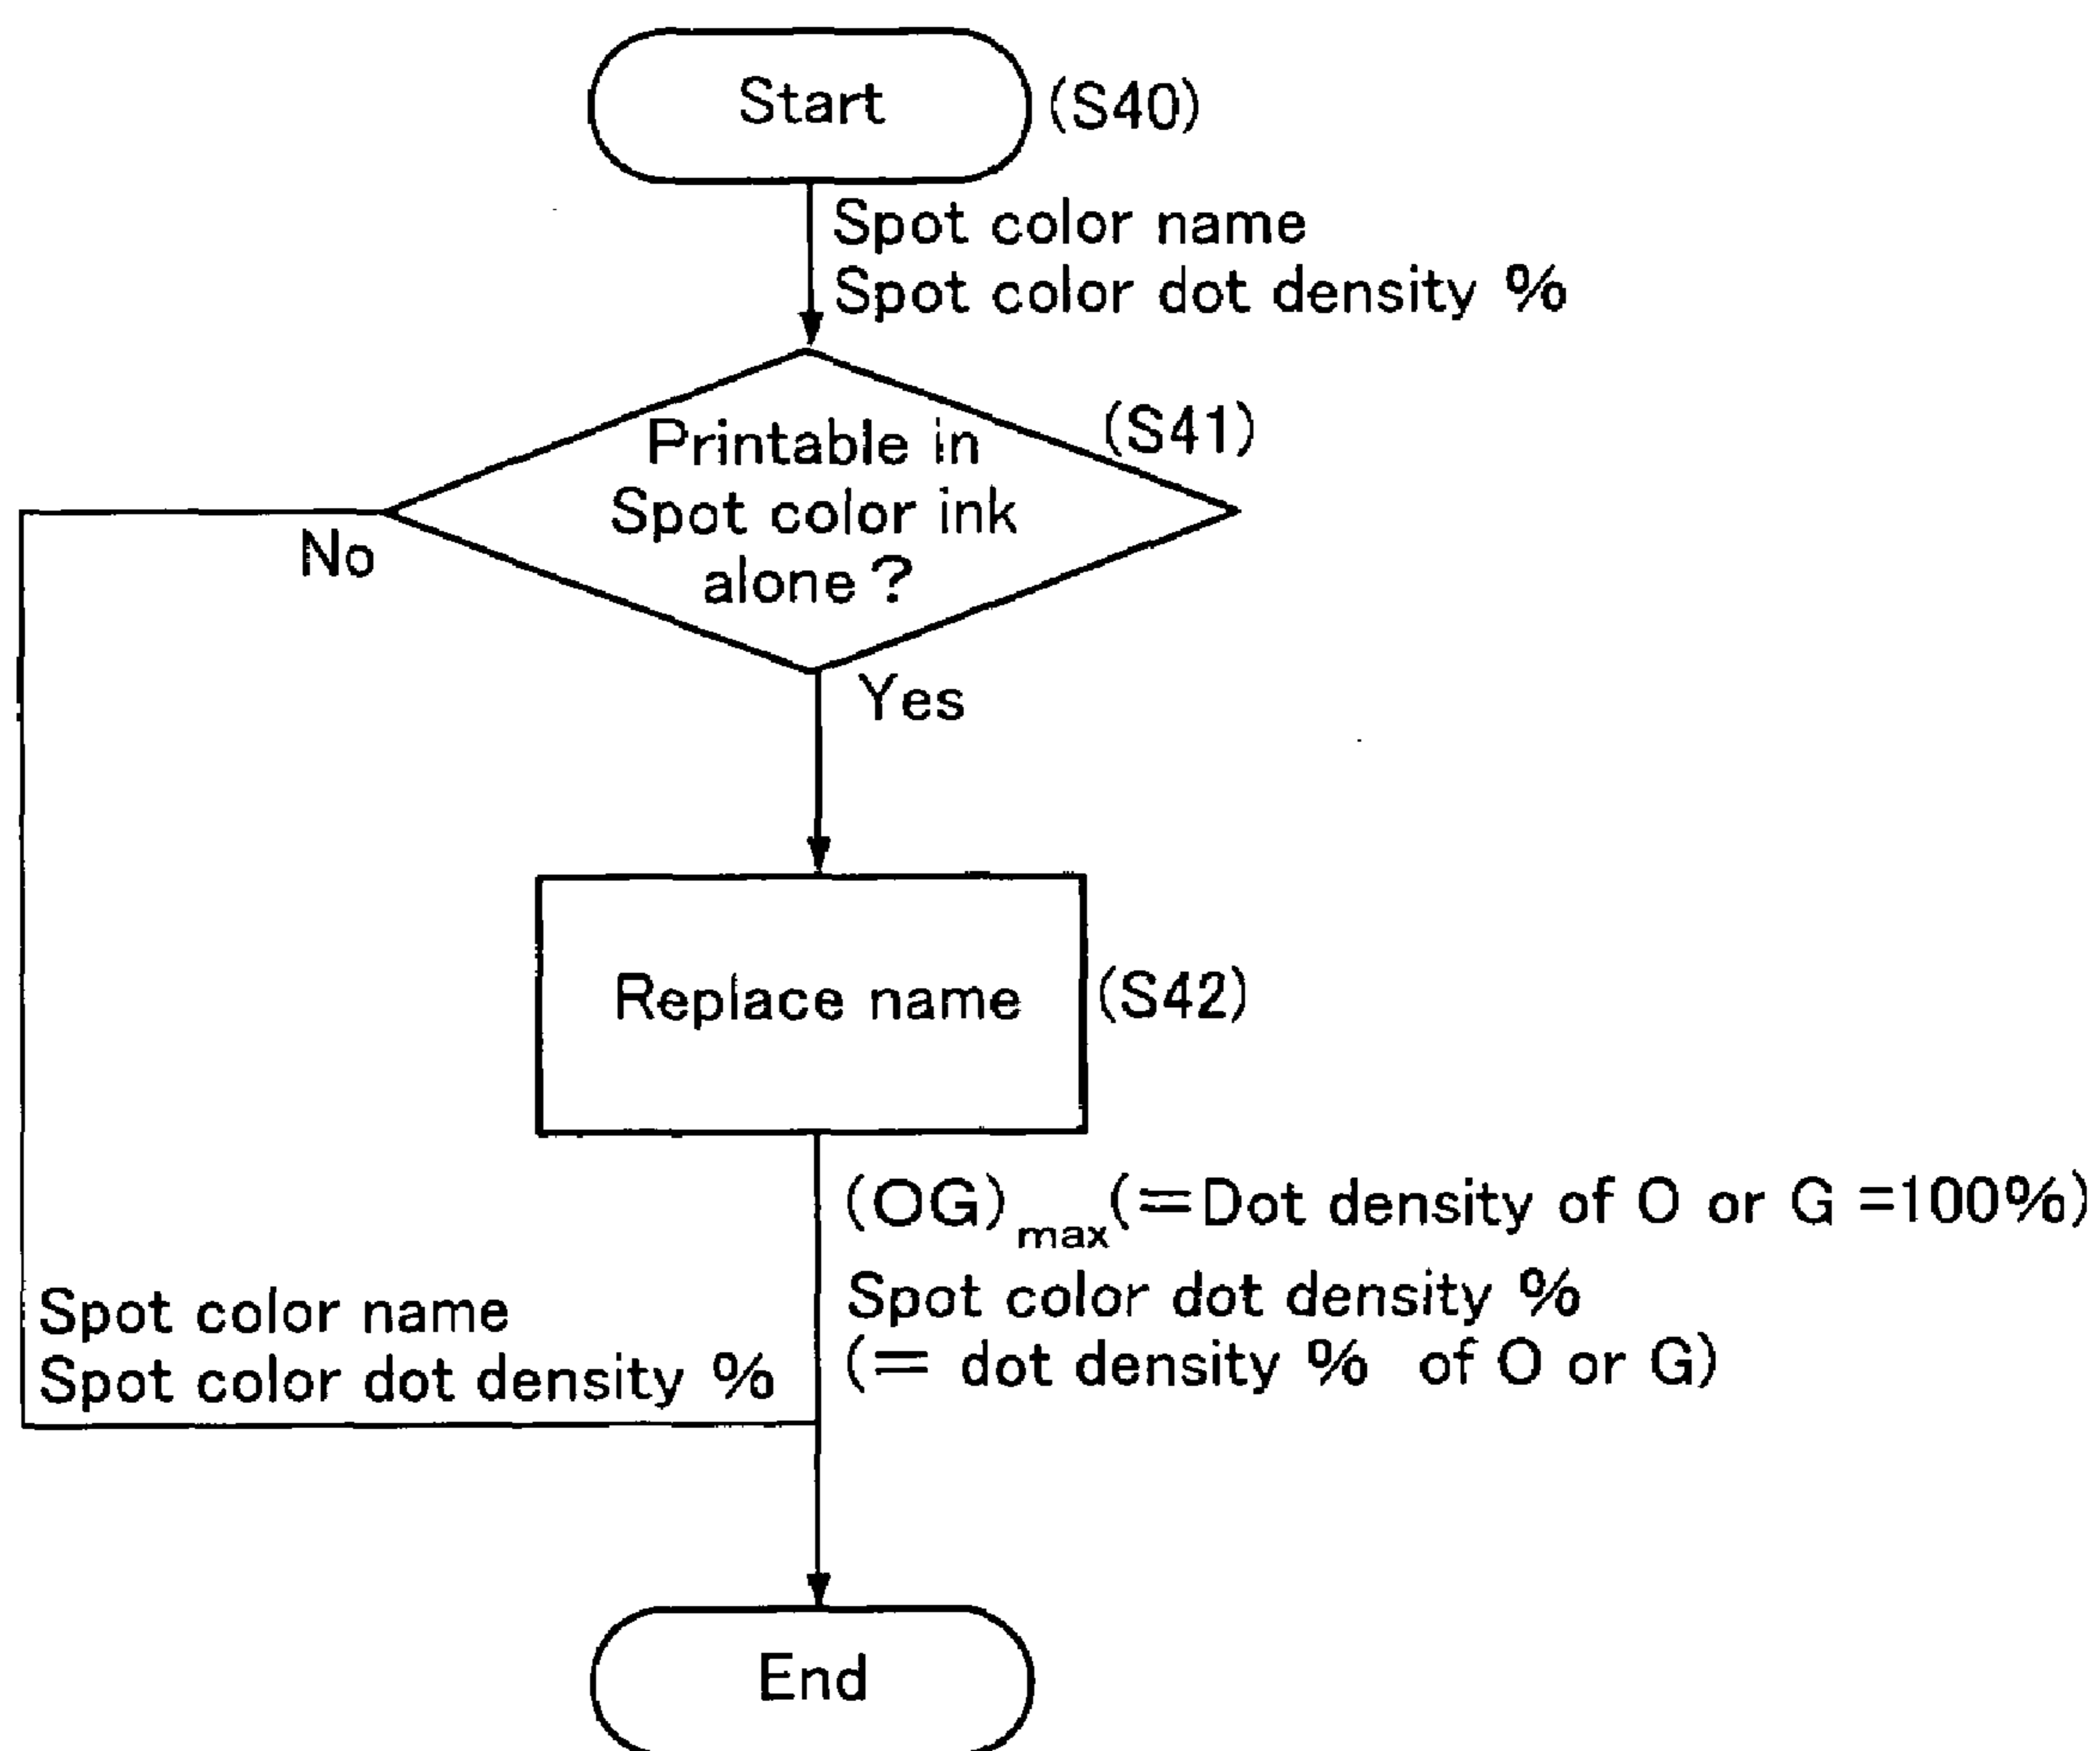 Start
(S40)
Spot color name
Spot color dot density %
(S41)
Printable in
Spot color ink
alone ?
No
Yes
Replace name
(S42)
(OG)max(=Dot density of O or G =100%)
Spot color dot density %
(= dot density % of O or G)
Spot color name
Spot color dot density %
End